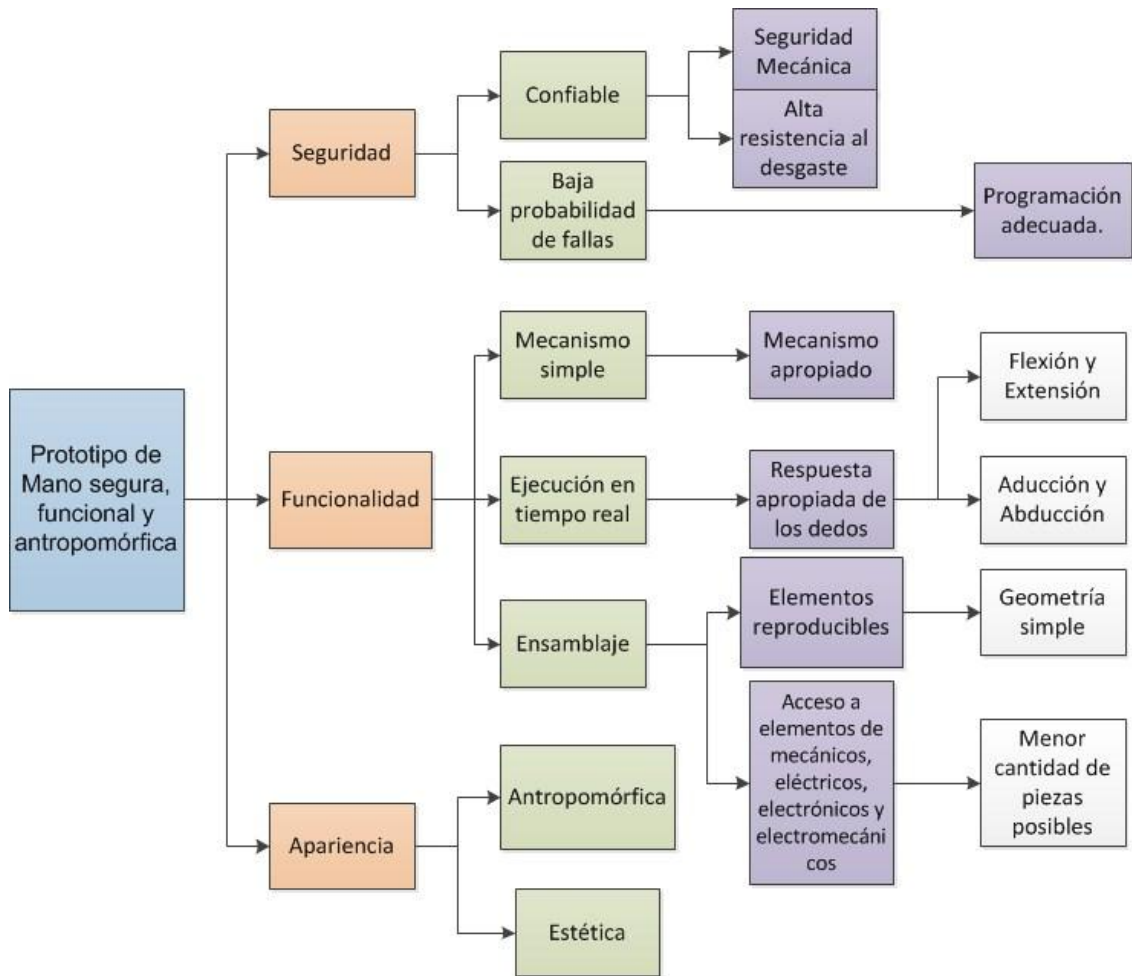 Prototipo de
Mano segura,
funcional y
antropomórfica
Seguridad
Confiable
Seguridad
Mecánica
Alta
resistencia al
desgaste
Baja
probabilidad
de fallas
Programación
adecuada.
Funcionalidad
Mecanismo
simple
Mecanismo
apropiado
Ejecución en
tiempo real
Respuesta
apropiada de
los dedos
Flexión y
Extensión
Aducción y
Abducción
Ensamblaje
Elementos
reproducibles
Geometría
simple
Acceso a
elementos de
mecánicos,
eléctricos,
electrónicos y
electromecáni
cos
Menor
cantidad de
piezas
posibles
Apariencia
Antropomórfica
Estética